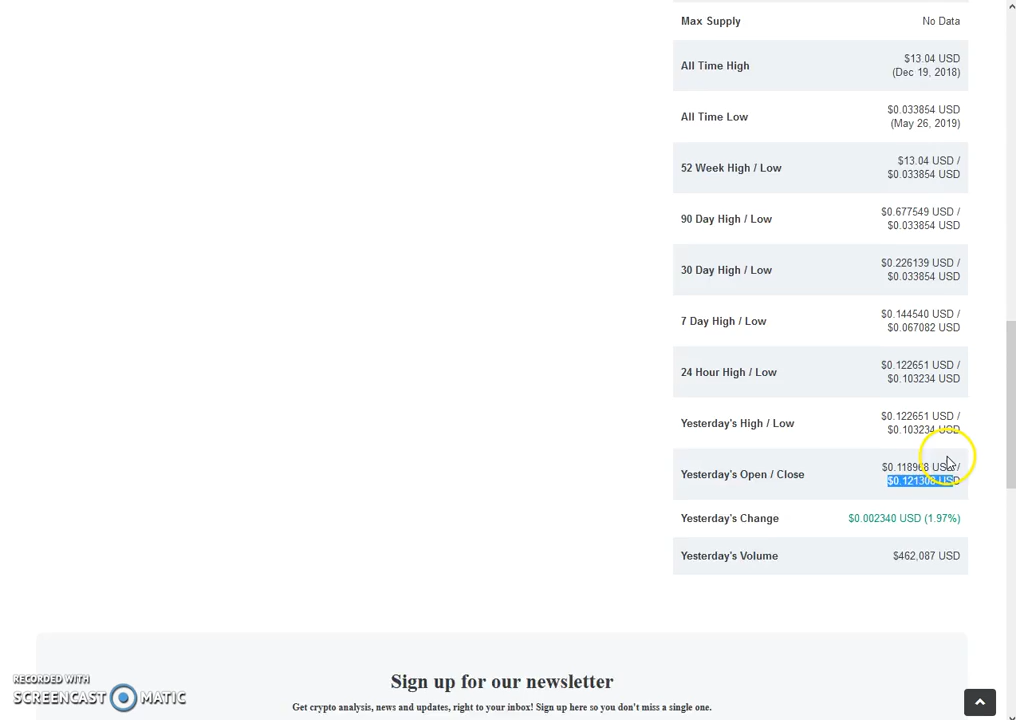 Max Supply No Data
All Time High $13.04 USD
(Dec 19, 2018)
All Time Low $0.033854 USD
(May 26, 2019)
52 Week High / Low $13.04 USD /
$0.033854 USD
90 Day High / Low $0.677549 USD /
$0.033854 USD
30 Day High / Low $0.226139 USD /
$0.033854 USD
7 Day High / Low $0.144540 USD /
$0.067082 USD
24 Hour High / Low $0.122651 USD /
$0.103234 USD
Yesterday's High / Low $0.122651 USD /
$0.103234 USD
Yesterday's Open / Close $0.118968 USD /
$0.121308 USD
Yesterday's Change $0.002340 USD (1.97%)
Yesterday's Volume $462,087 USD
Sign up for our newsletter
Get crypto analysis, news and updates, right to your inbox! Sign up here so you don't miss a single one.
RECORDED WITH
SCREENCAST MATIC